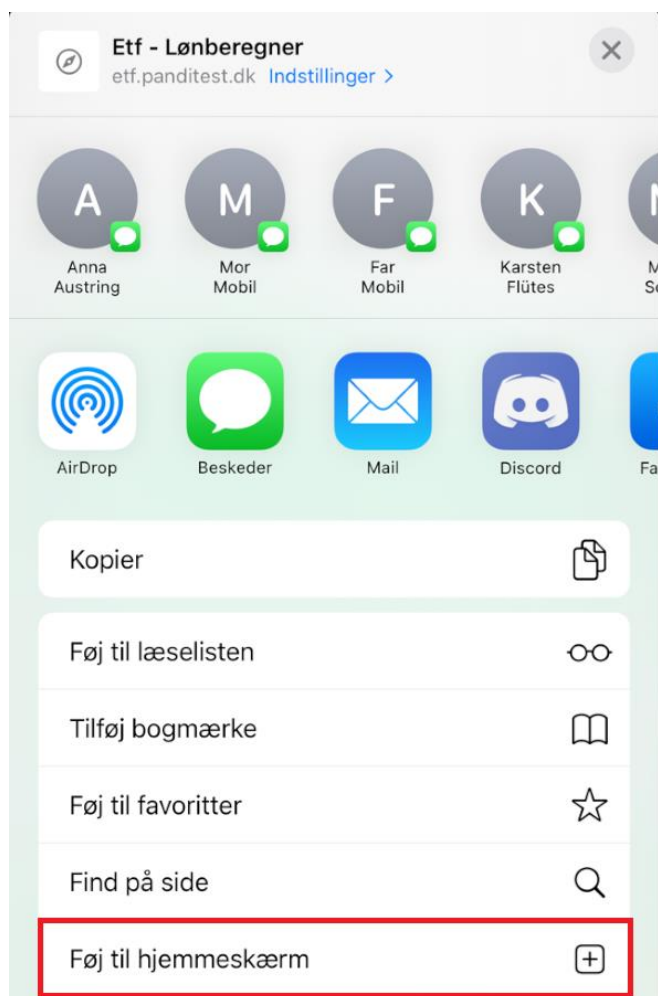 Etf - Lønberegner
etf.panditest.dk Indstillinger >
A
M
F
K
Anna
Austring
Mor
Mobil
Far
Mobil
Karsten
Flütes
AirDrop
Beskeder
Mail
Discord
Fa
Kopier
Føj til læselisten
Tilføj bogmærke
Føj til favoritter
Find på side
Føj til hjemmeskærm